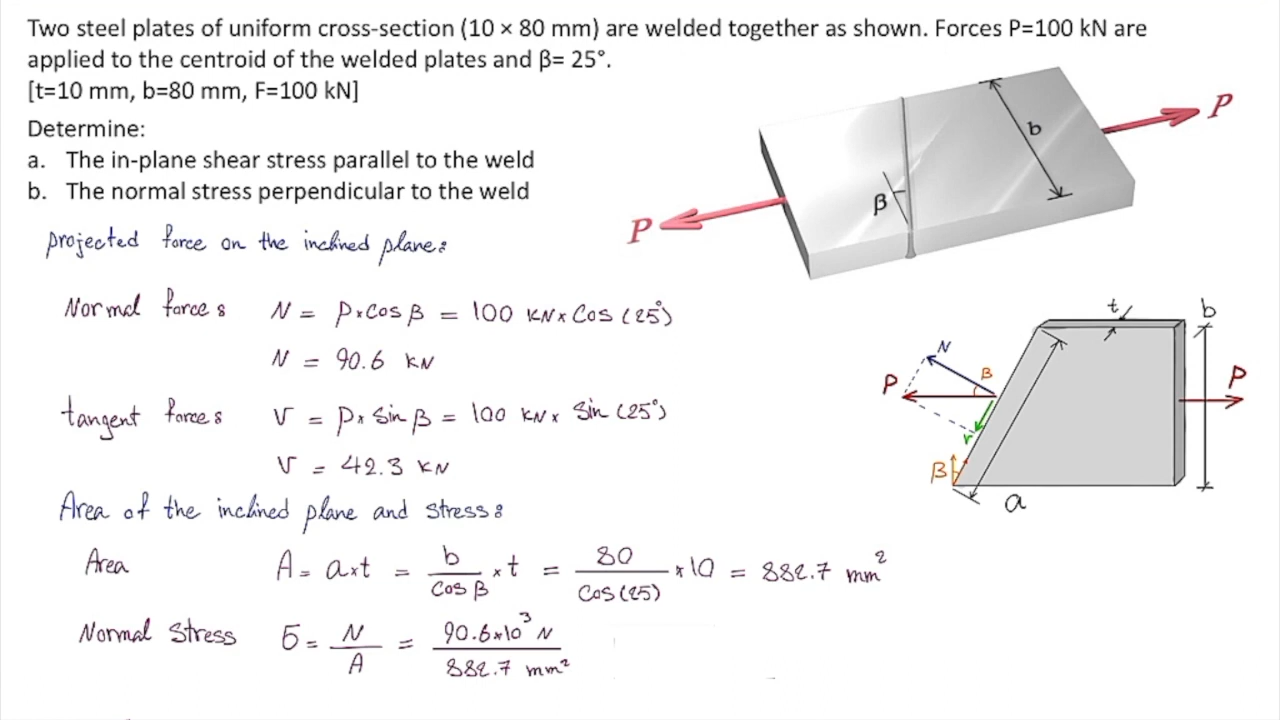 Two steel plates of uniform cross-section (10 × 80 mm) are welded together as shown. Forces P=100 kN are
applied to the centroid of the welded plates and β= 25°.
[t=10 mm, b=80 mm, F=100 kN]
Determine:
a. The in-plane shear stress parallel to the weld
b. The normal stress perpendicular to the weld
P
b
β
P
projected force on the inclined plane:
Normal force: N = P×Cos β = 100 KN× Cos (25°)
N = 90.6 KN
tangent force: V = P× Sin β = 100 KN× Sin (25°)
V = 42.3 KN
Area of the inclined plane and stress:
Area A = a×t = b / Cos β × t = 80 / Cos (25) × 10 = 882.7 mm²
Normal Stress σ = N / A = 90.6×10³ N / 882.7 mm²
t
b
N
β
P
P
β
a